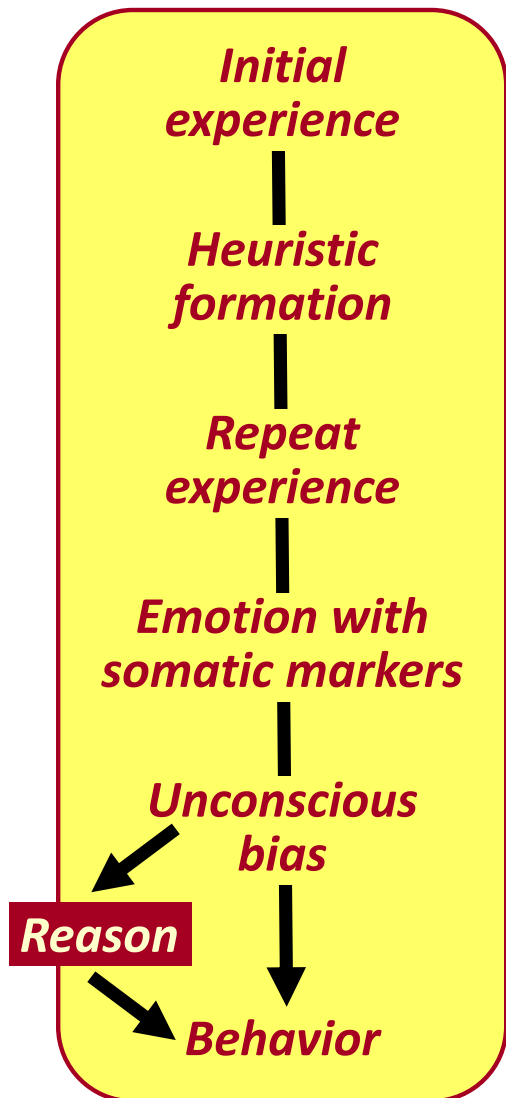 Initial
experience
Heuristic
formation
Repeat
experience
Emotion with
somatic markers
Unconscious
bias
Reason
Behavior